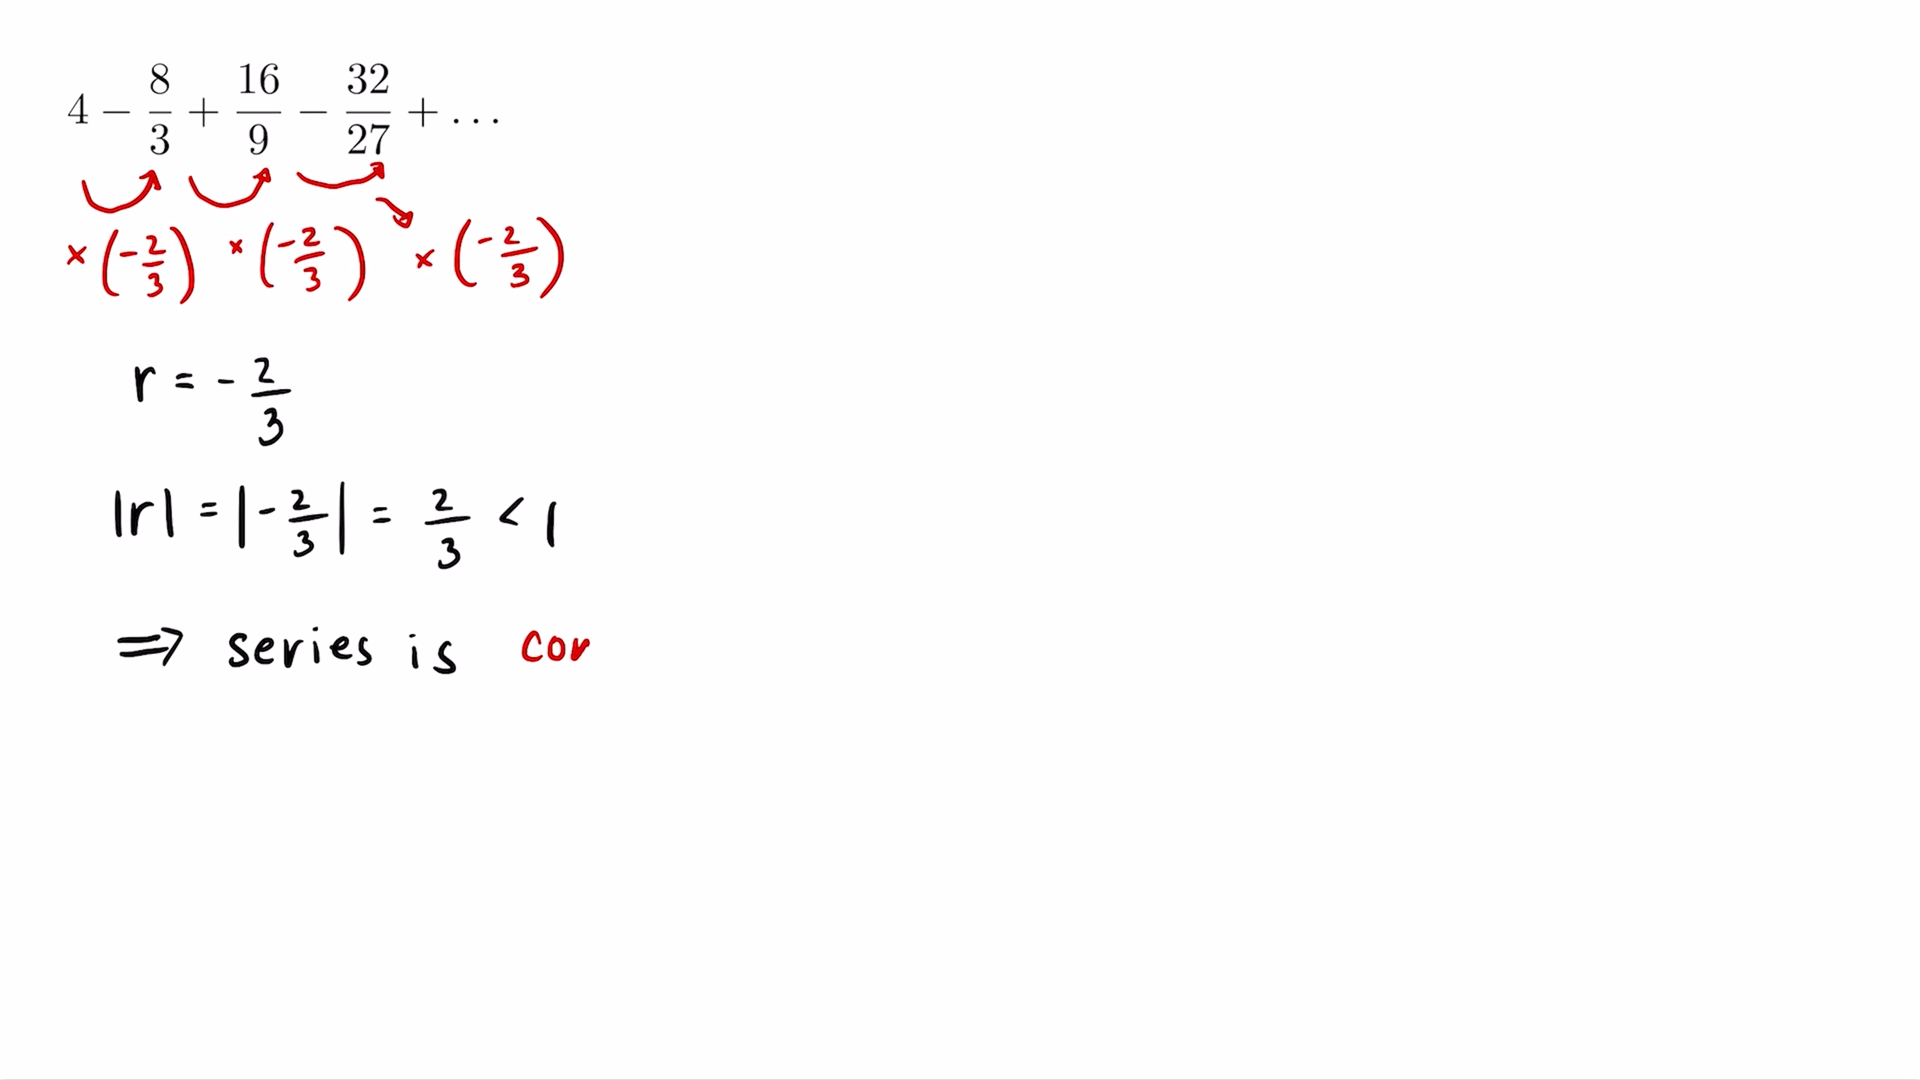 4 − 8/3 + 16/9 − 32/27 + ...
×(−2/3) ×(−2/3) ×(−2/3)
r = −2/3
|r| = |−2/3| = 2/3 < 1
⇒ series is con